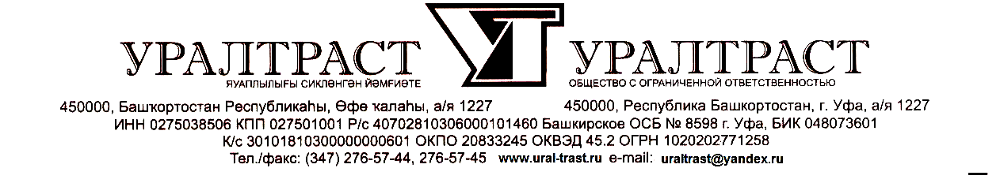 УРАЛТРАСТ УТ УРАЛТРАСТ
ЯУАПЛЫЛЫҒЫ СИКЛӘНГӘН ЙӘМҒИӘТЕ ОБЩЕСТВО С ОГРАНИЧЕННОЙ ОТВЕТСТВЕННОСТЬЮ
450000, Башҡортостан Республикаһы, Өфө ҡалаһы, а/я 1227 450000, Республика Башкортостан, г. Уфа, а/я 1227
ИНН 0275038506 КПП 027501001 Р/с 40702810306000101460 Башкирское ОСБ № 8598 г. Уфа, БИК 048073601
К/с 30101810300000000601 ОКПО 20833245 ОКВЭД 45.2 ОГРН 1020202771258
Тел./факс: (347) 276-57-44, 276-57-45 www.ural-trast.ru e-mail: uraltrast@yandex.ru